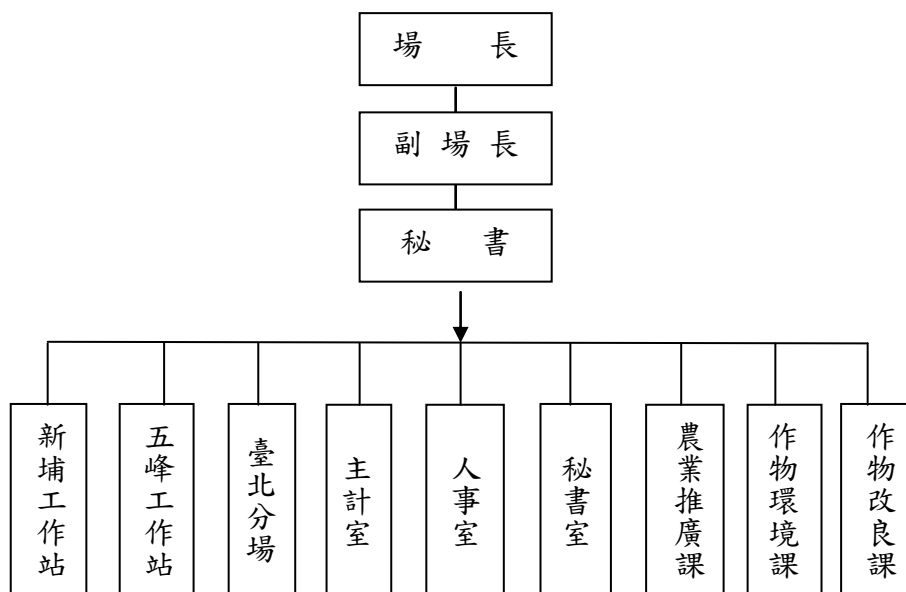 場長
副場長
秘書
新埔工作站
五峰工作站
臺北分場
主計室
人事室
秘書室
農業推廣課
作物環境課
作物改良課